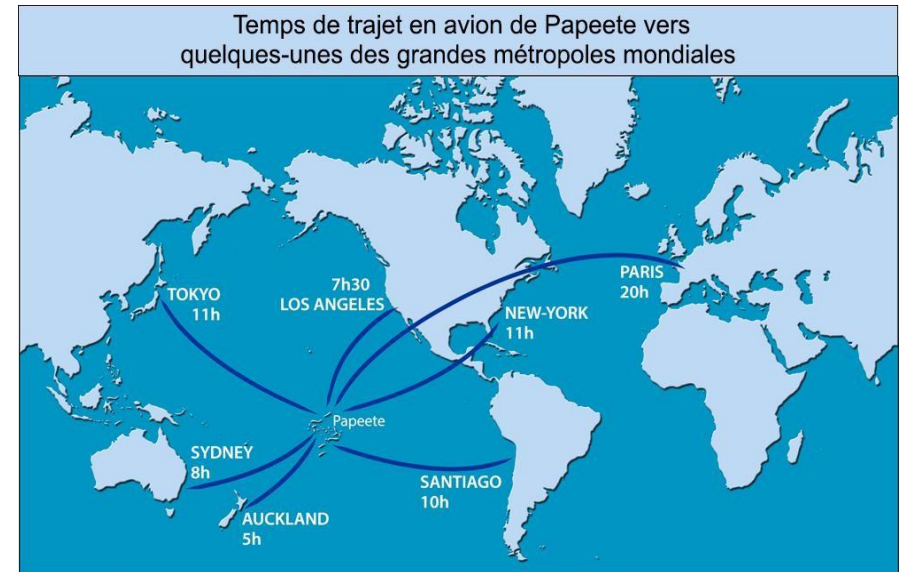 Temps de trajet en avion de Papeete vers
quelques-unes des grandes métropoles mondiales
TOKYO
11h
7h30
LOS ANGELES
PARIS
20h
NEW-YORK
11h
Papeete
SYDNEY
8h
SANTIAGO
10h
AUCKLAND
5h